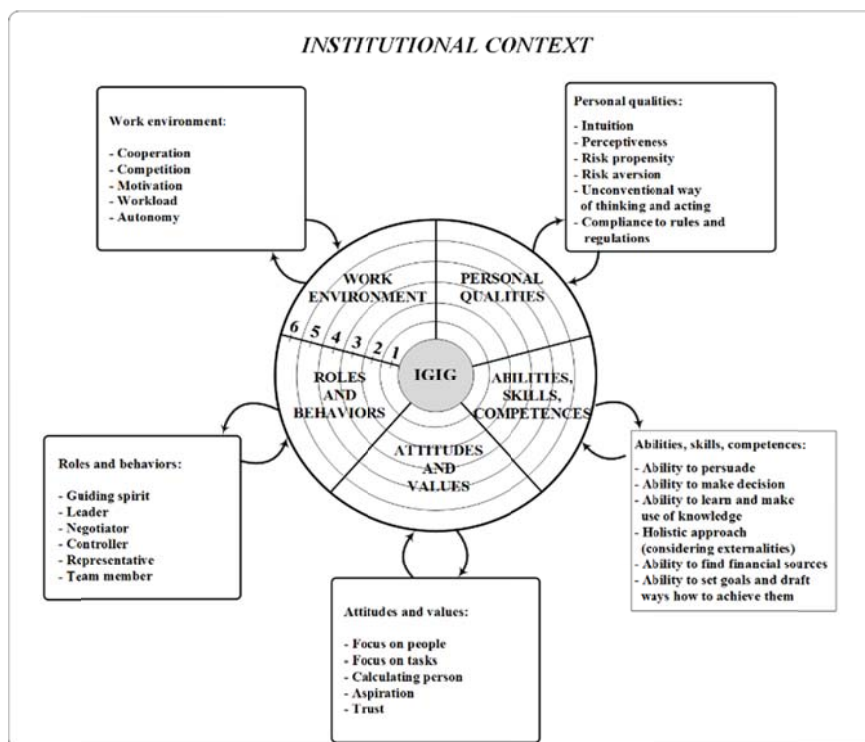 INSTITUTIONAL CONTEXT
Work environment:
- Cooperation
- Competition
- Motivation
- Workload
- Autonomy
Personal qualities:
- Intuition
- Perceptiveness
- Risk propensity
- Risk aversion
- Unconventional way
of thinking and acting
- Compliance to rules and
regulations
WORK
ENVIRONMENT
PERSONAL
QUALITIES
6 5 4 3 2 1
IGIG
ROLES
AND
BEHAVIORS
ABILITIES,
SKILLS,
COMPETENCES
ATTITUDES
AND
VALUES
Roles and behaviors:
- Guiding spirit
- Leader
- Negotiator
- Controller
- Representative
- Team member
Abilities, skills, competences:
- Ability to persuade
- Ability to make decision
- Ability to learn and make
use of knowledge
- Holistic approach
(considering externalities)
- Ability to find financial sources
- Ability to set goals and draft
ways how to achieve them
Attitudes and values:
- Focus on people
- Focus on tasks
- Calculating person
- Aspiration
- Trust